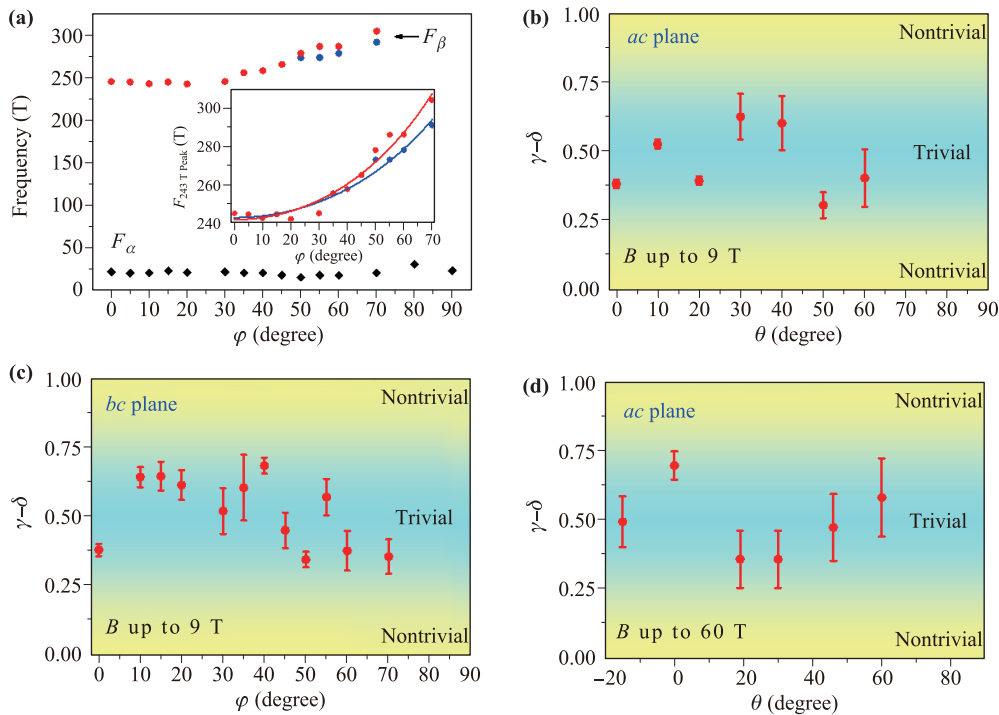 (a)
Frequency (T)
300
250
200
150
100
50
0
F_β
F_α
0 10 20 30 40 50 60 70 80 90
φ (degree)
F_243 T Peak (T)
300
280
260
240
0 10 20 30 40 50 60 70
φ (degree)
(b)
γ–δ
1.00
0.75
0.50
0.25
0.00
ac plane
Nontrivial
Trivial
B up to 9 T
Nontrivial
0 10 20 30 40 50 60 70 80 90
θ (degree)
(c)
γ–δ
1.00
0.75
0.50
0.25
0.00
bc plane
Nontrivial
Trivial
B up to 9 T
Nontrivial
0 10 20 30 40 50 60 70 80 90
φ (degree)
(d)
γ–δ
1.00
0.75
0.50
0.25
0.00
ac plane
Nontrivial
Trivial
B up to 60 T
Nontrivial
−20 0 20 40 60 80
θ (degree)